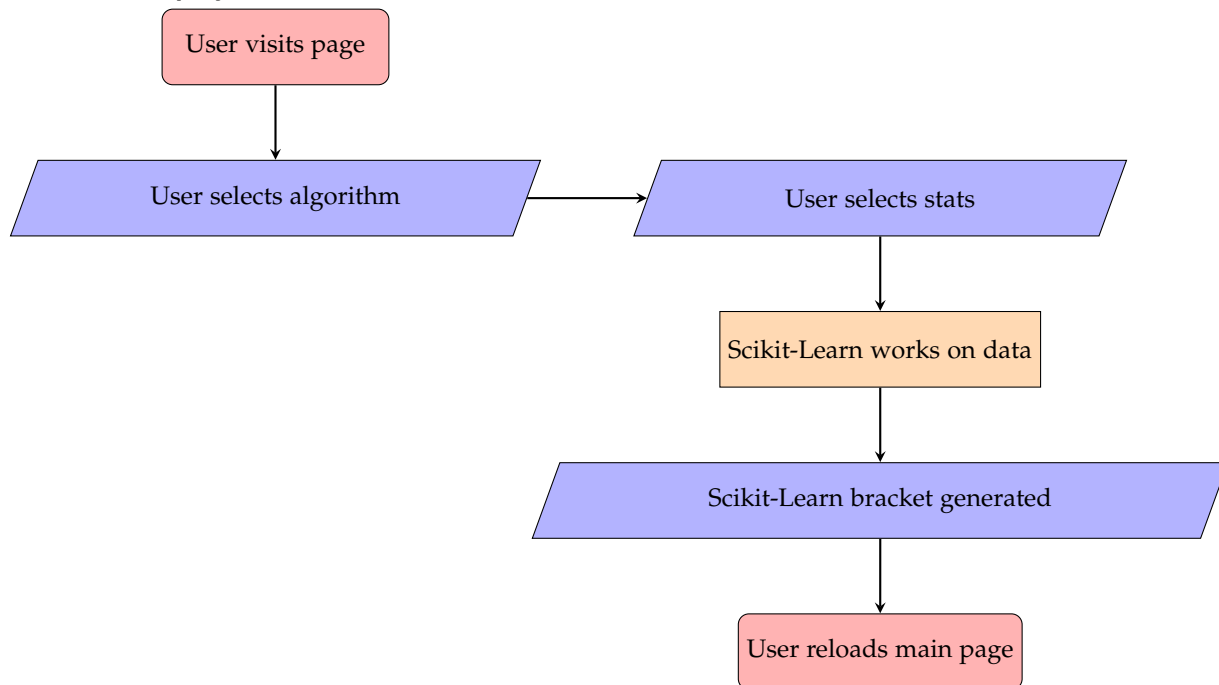 User visits page
User selects algorithm
User selects stats
Scikit-Learn works on data
Scikit-Learn bracket generated
User reloads main page